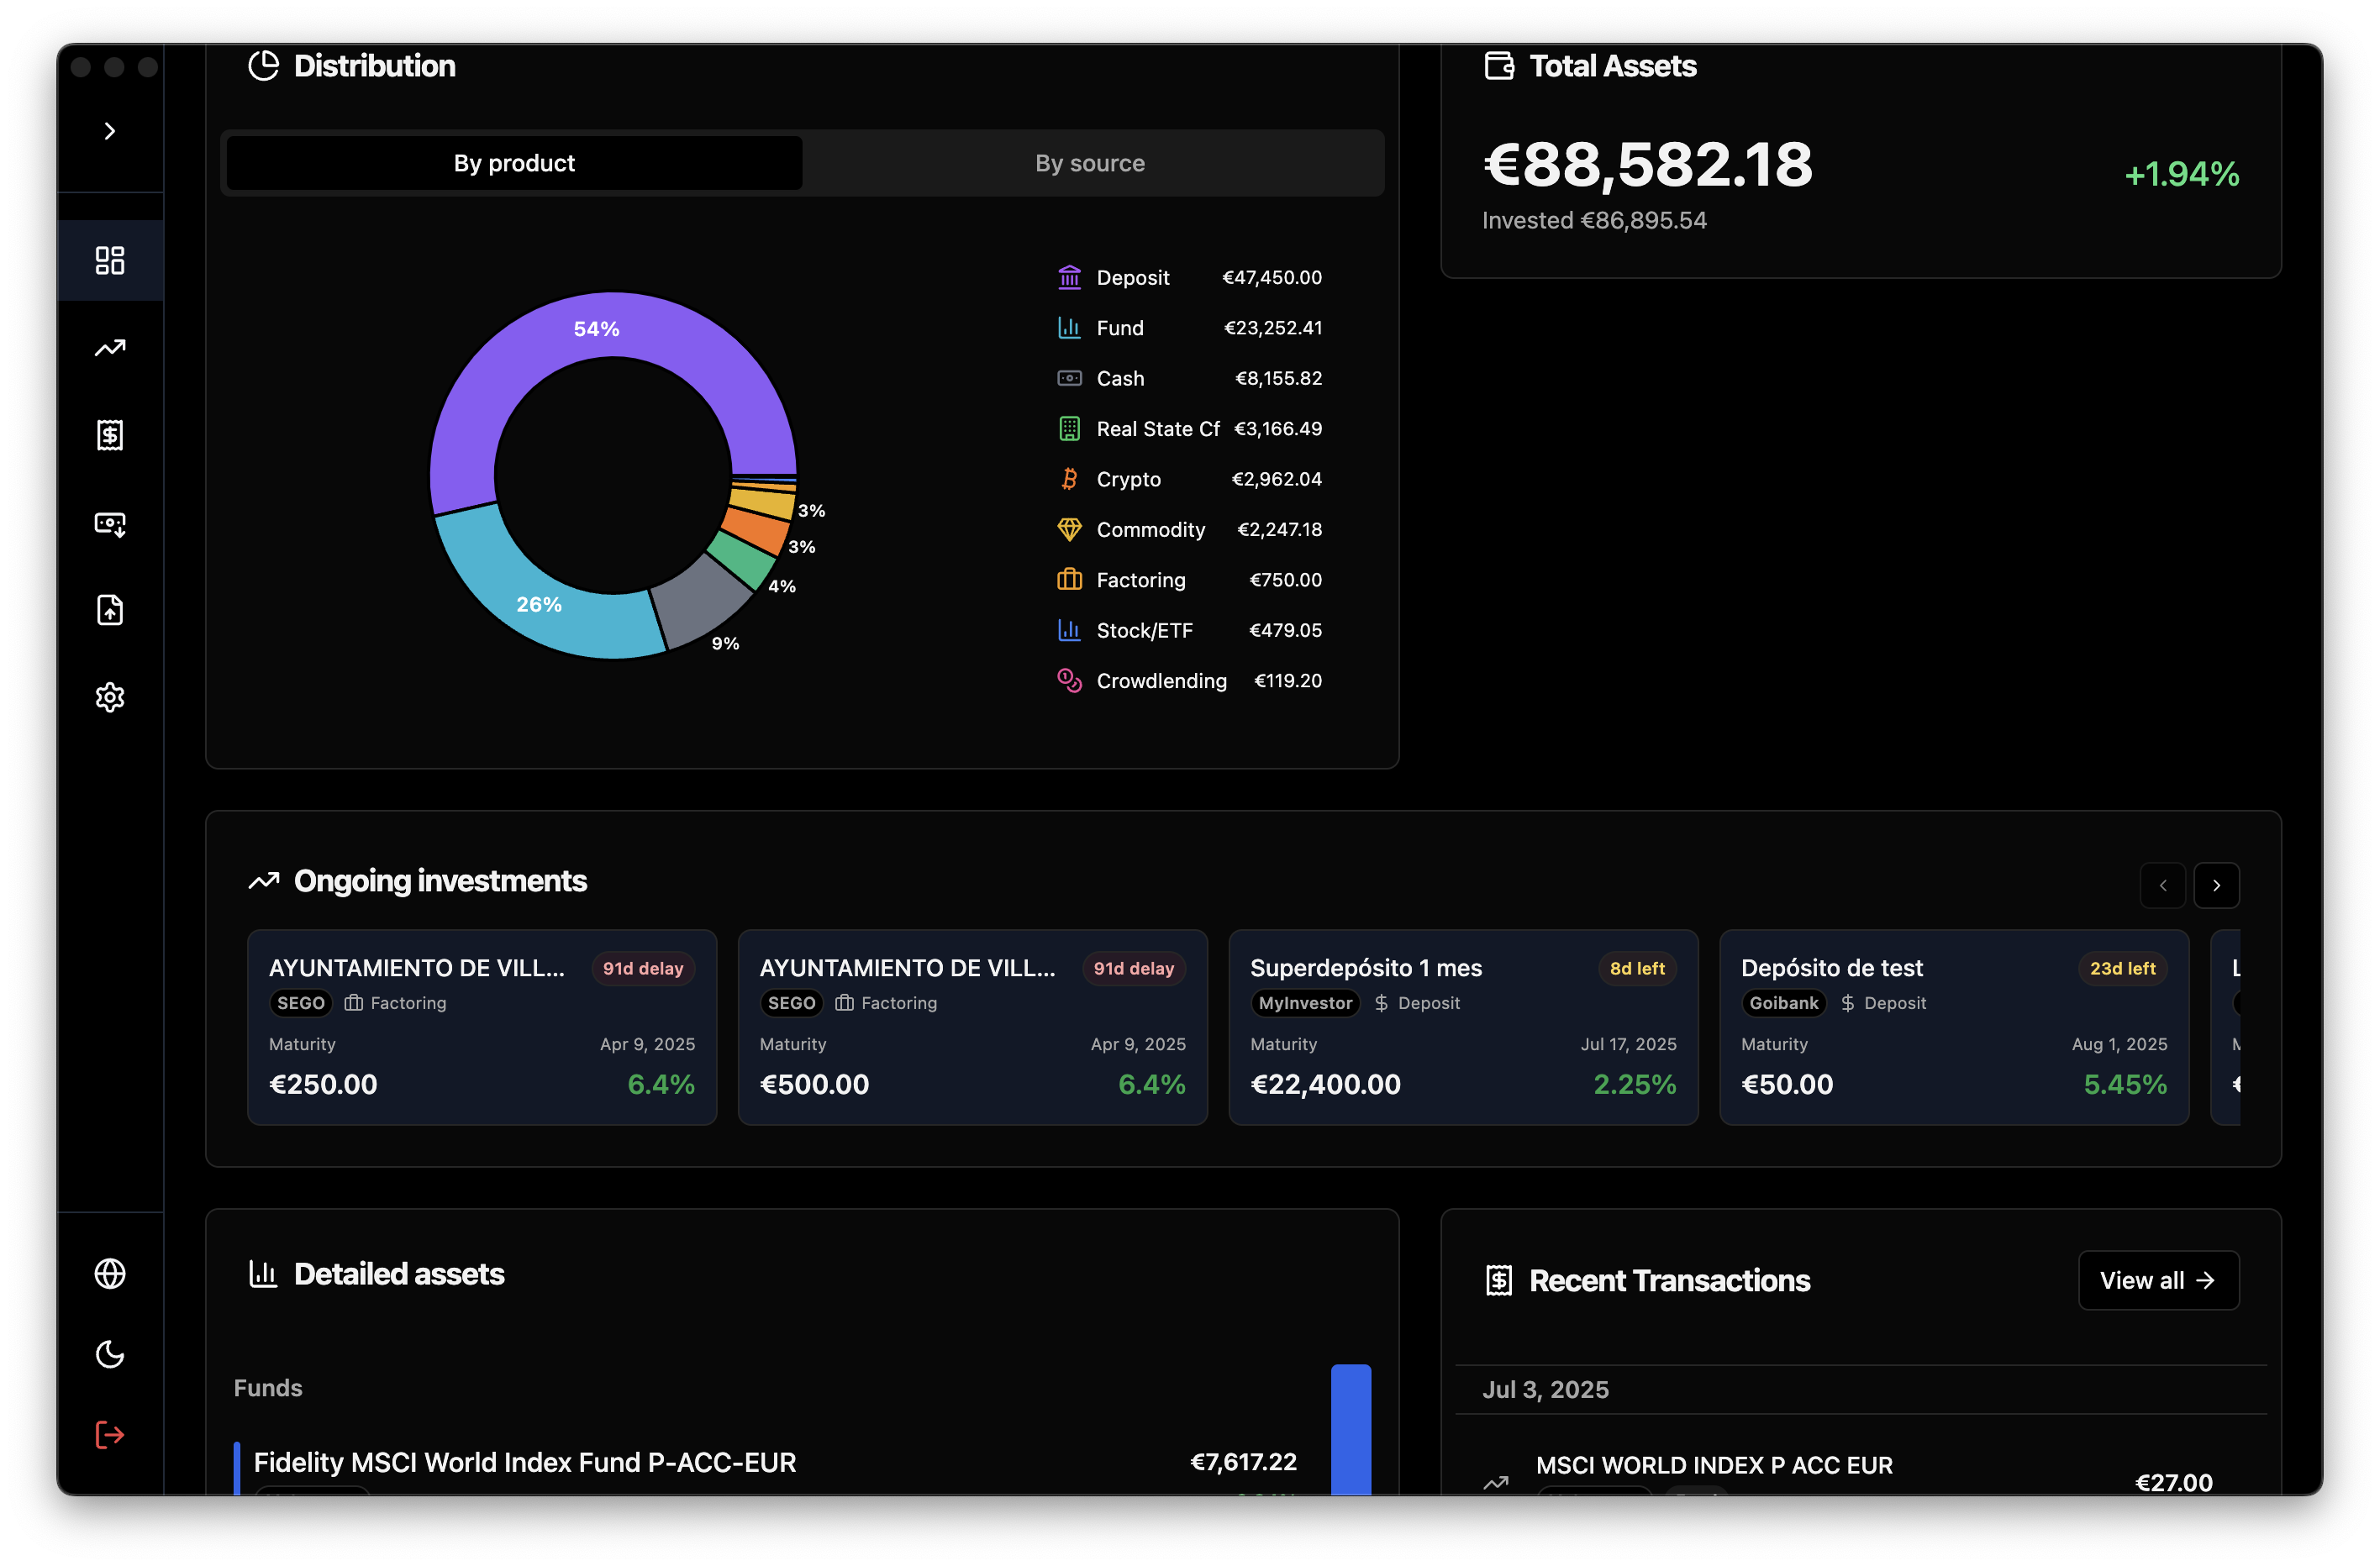 Distribution
By product
By source
54%
26%
9%
4%
3%
3%
Deposit €47,450.00
Fund €23,252.41
Cash €8,155.82
Real State Cf €3,166.49
Crypto €2,962.04
Commodity €2,247.18
Factoring €750.00
Stock/ETF €479.05
Crowdlending €119.20
Total Assets
€88,582.18
+1.94%
Invested €86,895.54
Ongoing investments
AYUNTAMIENTO DE VILL... 91d delay
SEGO Factoring
Maturity Apr 9, 2025
€250.00 6.4%
AYUNTAMIENTO DE VILL... 91d delay
SEGO Factoring
Maturity Apr 9, 2025
€500.00 6.4%
Superdepósito 1 mes 8d left
MyInvestor Deposit
Maturity Jul 17, 2025
€22,400.00 2.25%
Depósito de test 23d left
Goibank Deposit
Maturity Aug 1, 2025
€50.00 5.45%
Detailed assets
Funds
Fidelity MSCI World Index Fund P-ACC-EUR €7,617.22
Recent Transactions
View all
Jul 3, 2025
MSCI WORLD INDEX P ACC EUR
€27.00